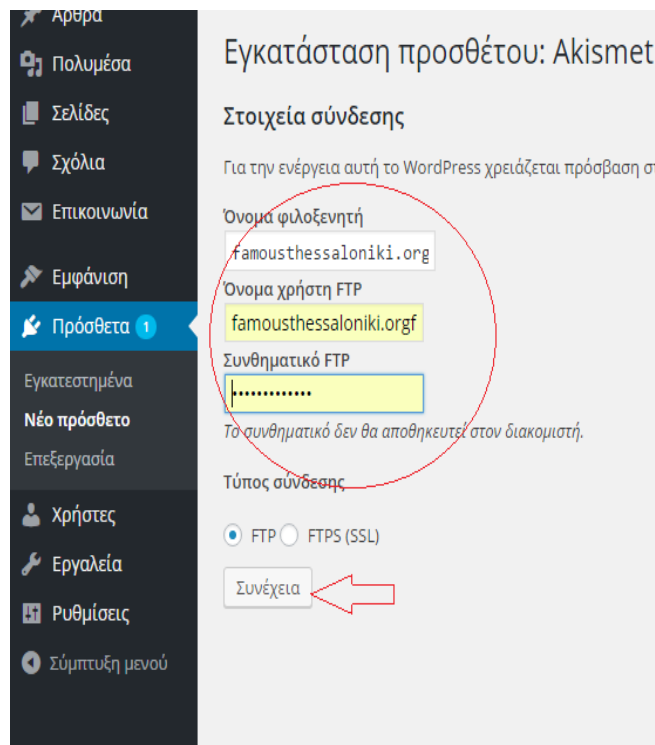 Άρθρα
Πολυμέσα
Σελίδες
Σχόλια
Επικοινωνία
Εμφάνιση
Πρόσθετα 1
Εγκατεστημένα
Νέο πρόσθετο
Επεξεργασία
Χρήστες
Εργαλεία
Ρυθμίσεις
Σύμπτυξη μενού
Εγκατάσταση προσθέτου: Akismet
Στοιχεία σύνδεσης
Για την ενέργεια αυτή το WordPress χρειάζεται πρόσβαση στ
Όνομα φιλοξενητή
famousthessaloniki.org
Όνομα χρήστη FTP
famousthessaloniki.orgf
Συνθηματικό FTP
•••••••••••••
Το συνθηματικό δεν θα αποθηκευτεί στον διακομιστή.
Τύπος σύνδεσης
FTP FTPS (SSL)
Συνέχεια